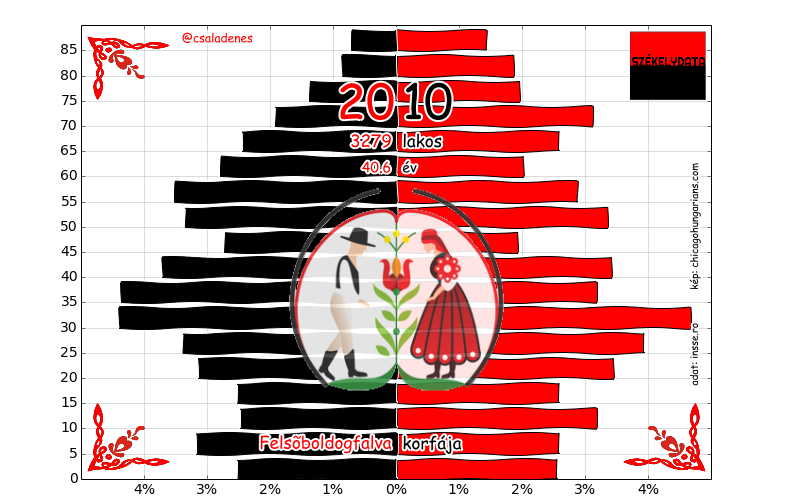 @csaladenes
SZÉKELYDATA
2010
3279 lakos
40.6 év
kép: chicagohungarians.com
adat: insse.ro
Felsőboldogfalva korfája
85
80
75
70
65
60
55
50
45
40
35
30
25
20
15
10
5
0
4% 3% 2% 1% 0% 1% 2% 3% 4%